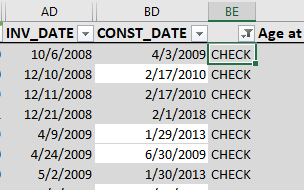 AD BD BE
INV_DATE CONST_DATE Age at
10/6/2008 4/3/2009 CHECK
12/10/2008 2/17/2010 CHECK
12/11/2008 2/17/2010 CHECK
12/21/2008 2/1/2018 CHECK
4/9/2009 1/29/2013 CHECK
4/24/2009 6/30/2009 CHECK
5/2/2009 1/30/2013 CHECK